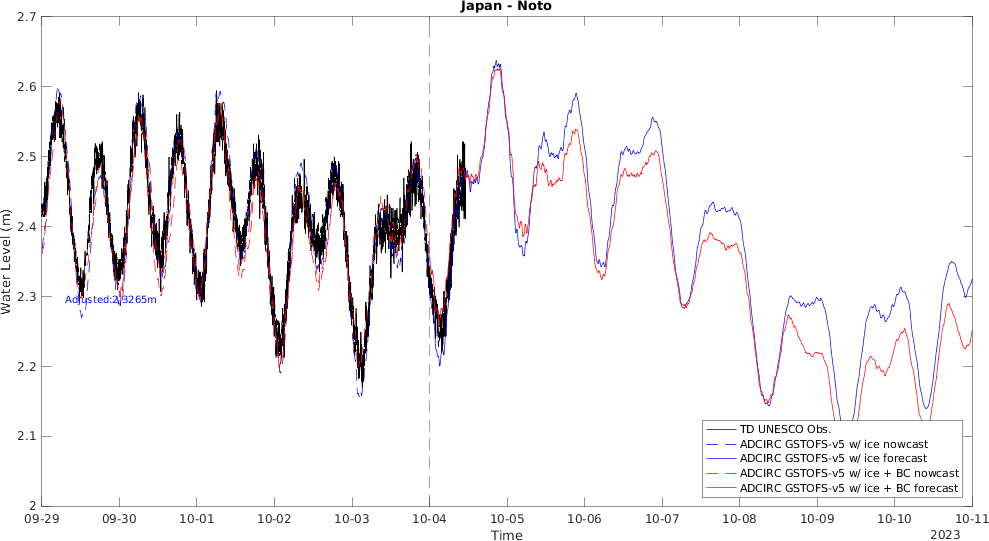 Japan - Noto
2.7
2.6
2.5
2.4
2.3
2.2
2.1
2
Water Level (m)
Adjusted:2.3265m
TD UNESCO Obs.
ADCIRC GSTOFS-v5 w/ ice nowcast
ADCIRC GSTOFS-v5 w/ ice forecast
ADCIRC GSTOFS-v5 w/ ice + BC nowcast
ADCIRC GSTOFS-v5 w/ ice + BC forecast
09-29 09-30 10-01 10-02 10-03 10-04 10-05 10-06 10-07 10-08 10-09 10-10 10-11
Time
2023